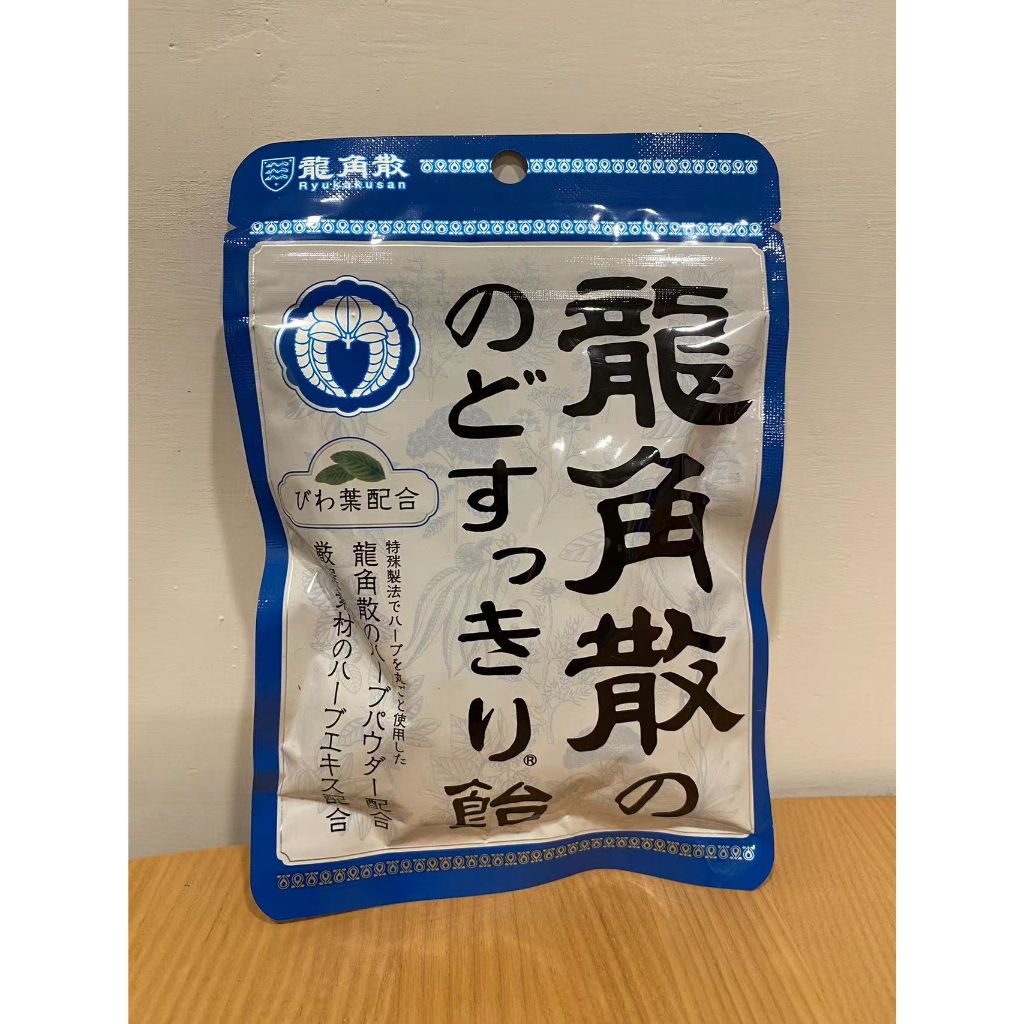 龍角散
Ryukakusan
龍角散の
のどすっきり®飴
びわ葉配合
特殊製法でハーブを丸ごと使用した
龍角散のハーブパウダー配合
厳選素材のハーブエキス配合